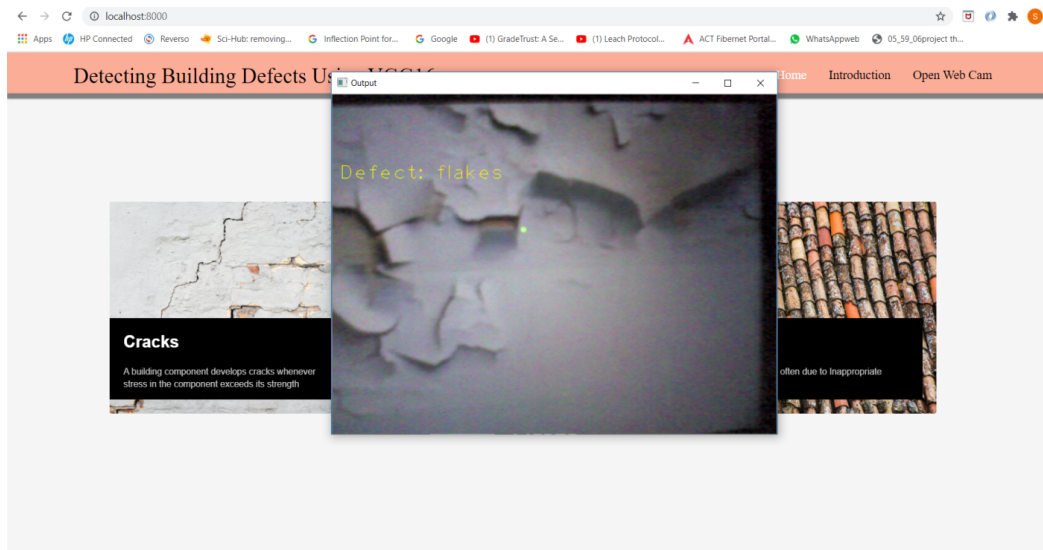 localhost:8000
Apps HP Connected Reverso Sci-Hub: removing... Inflection Point for... Google (1) GradeTrust: A Se... (1) Leach Protocol... ACT Fibernet Portal... WhatsAppweb 05_59_06project th...
Detecting Building Defects Using VGG16 Home Introduction Open Web Cam
Output
Defect: flakes
Cracks
A building component develops cracks whenever
stress in the component exceeds its strength
often due to Inappropriate
S